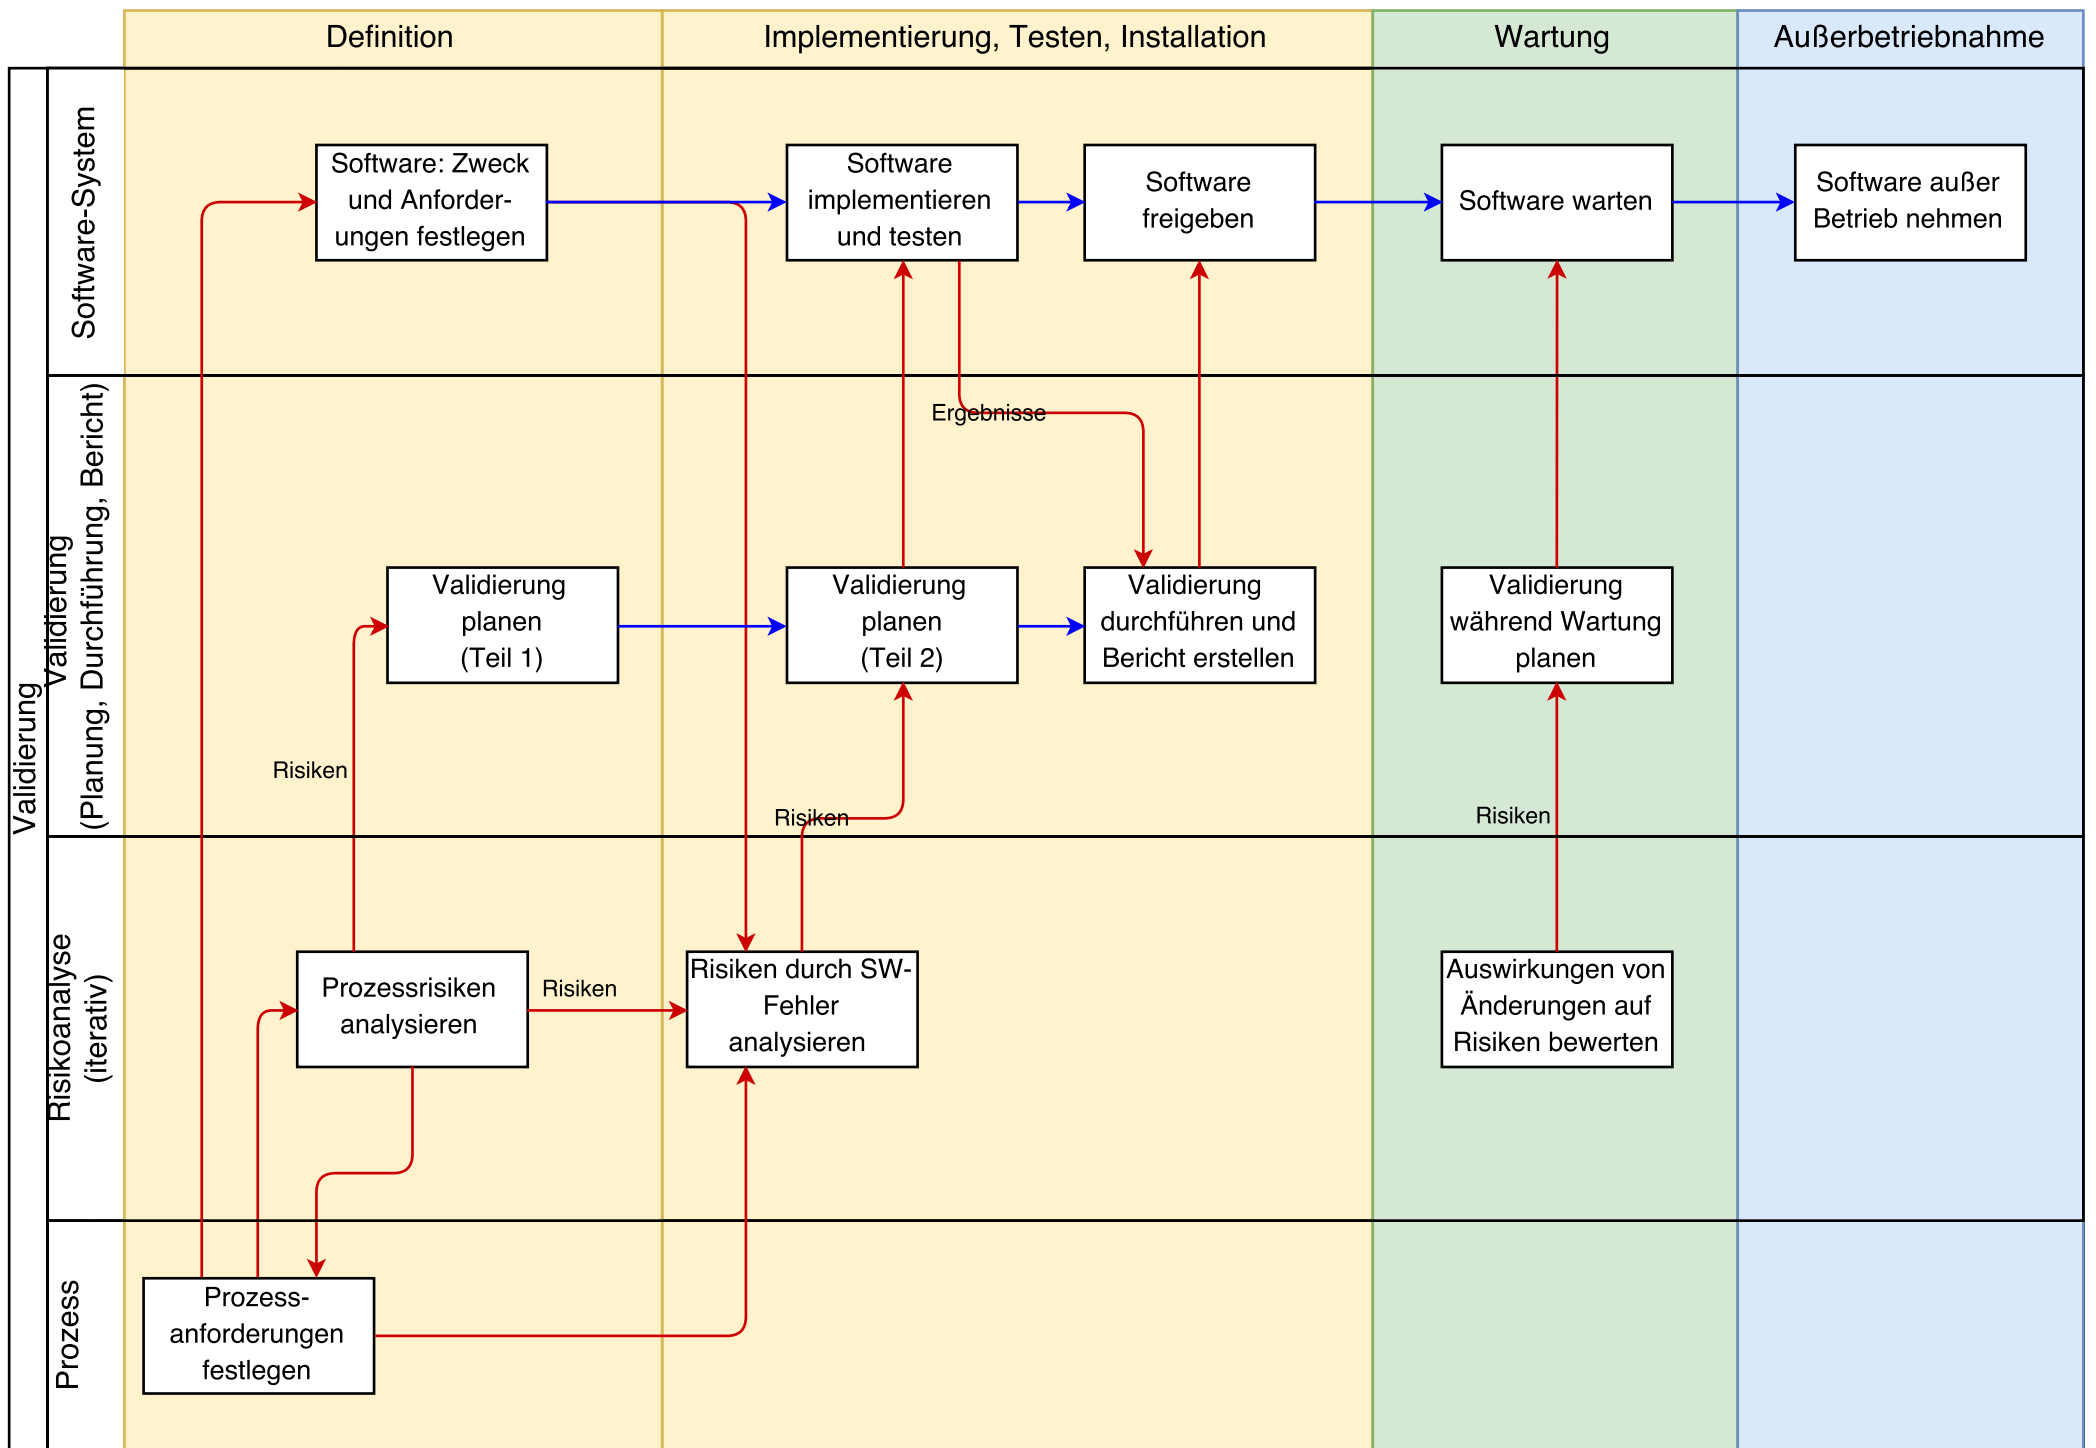 Definition
Implementierung, Testen, Installation
Wartung
Außerbetriebnahme
Validierung
Software-System
Software: Zweck
und Anforder-
ungen festlegen
Software
implementieren
und testen
Software
freigeben
Software warten
Software außer
Betrieb nehmen
Validierung
(Planung, Durchführung, Bericht)
Ergebnisse
Validierung
planen
(Teil 1)
Validierung
planen
(Teil 2)
Validierung
durchführen und
Bericht erstellen
Validierung
während Wartung
planen
Risiken
Risiken
Risiken
Risikoanalyse
(iterativ)
Prozessrisiken
analysieren
Risiken
Risiken durch SW-
Fehler
analysieren
Auswirkungen von
Änderungen auf
Risiken bewerten
Prozess
Prozess-
anforderungen
festlegen